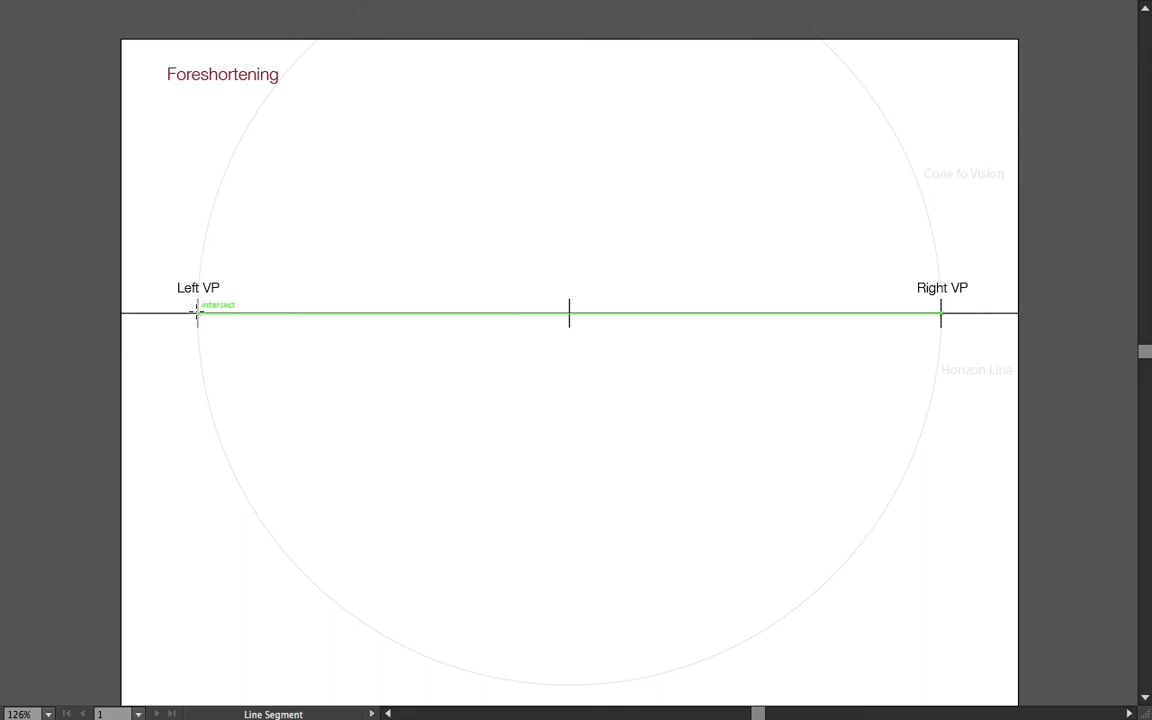 Foreshortening
Cone fo Vision
Left VP
Right VP
intersect
Horizon Line
126%
1
Line Segment